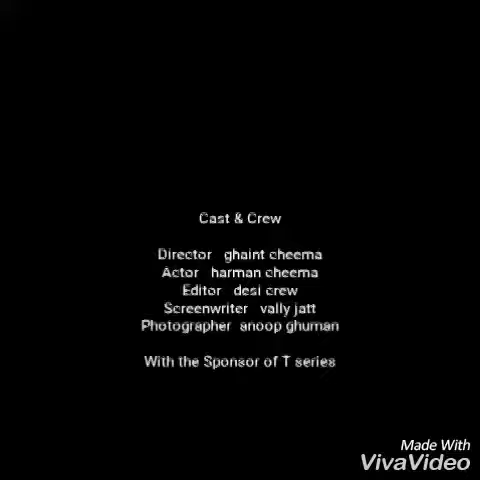 Cast & Crew
Director ghaint cheema
Actor harman cheema
Editor desi crew
Screenwriter vally jatt
Photographer anoop ghuman
With the Sponsor of T series
Made With
VivaVideo